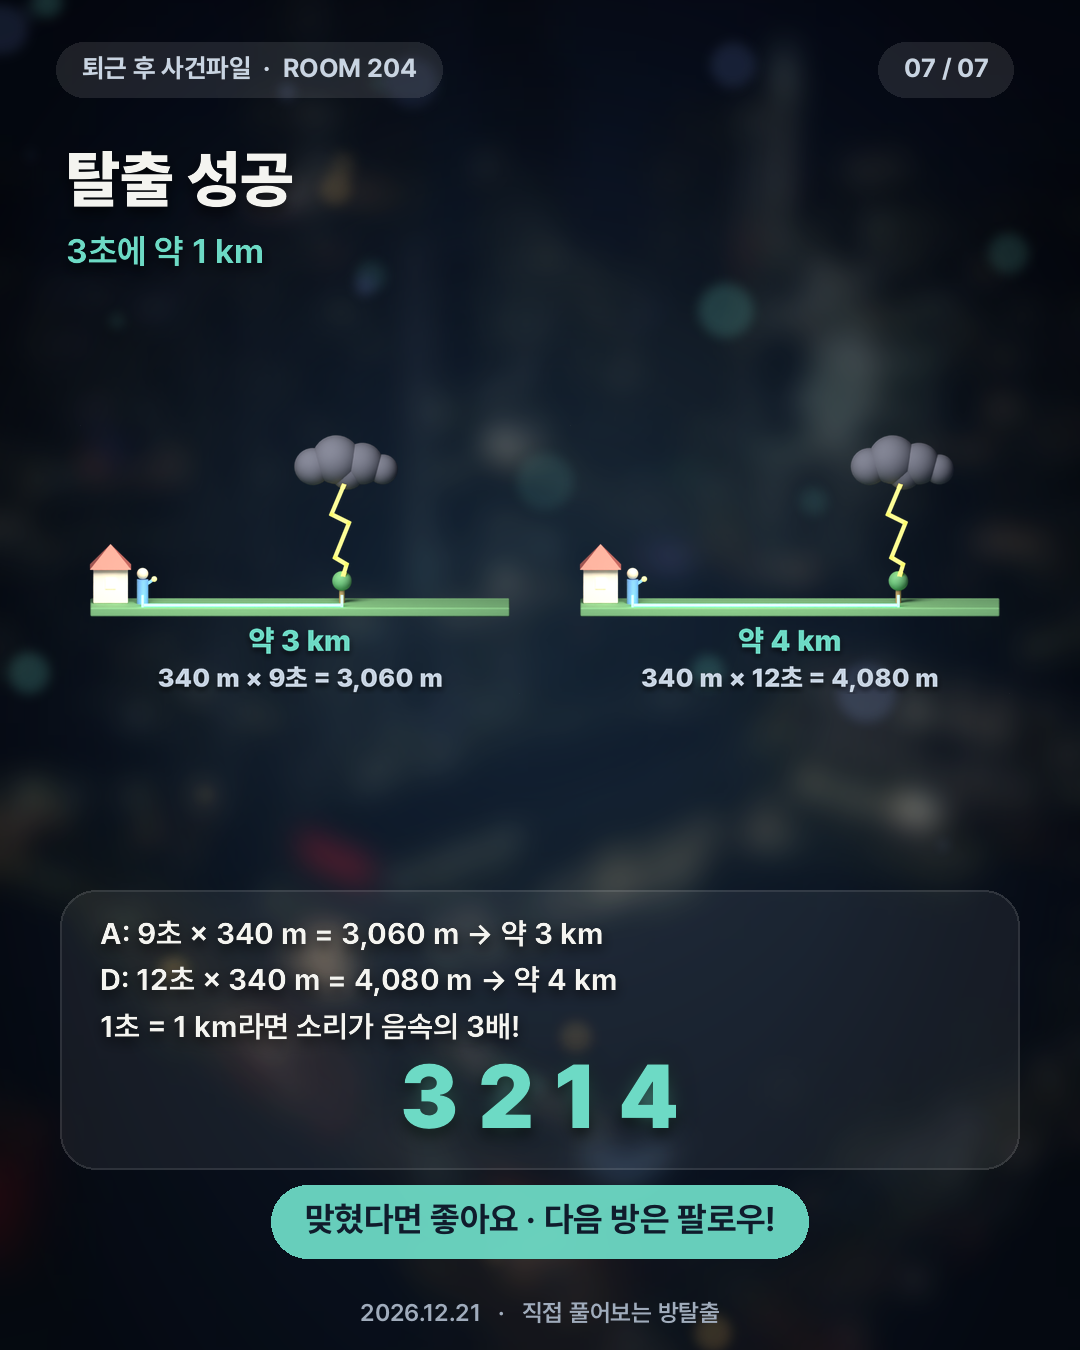 퇴근 후 사건파일 · ROOM 204
07 / 07
탈출 성공
3초에 약 1 km
약 3 km
340 m × 9초 = 3,060 m
약 4 km
340 m × 12초 = 4,080 m
A: 9초 × 340 m = 3,060 m → 약 3 km
D: 12초 × 340 m = 4,080 m → 약 4 km
1초 = 1 km라면 소리가 음속의 3배!
3 2 1 4
맞혔다면 좋아요 · 다음 방은 팔로우!
2026.12.21 · 직접 풀어보는 방탈출